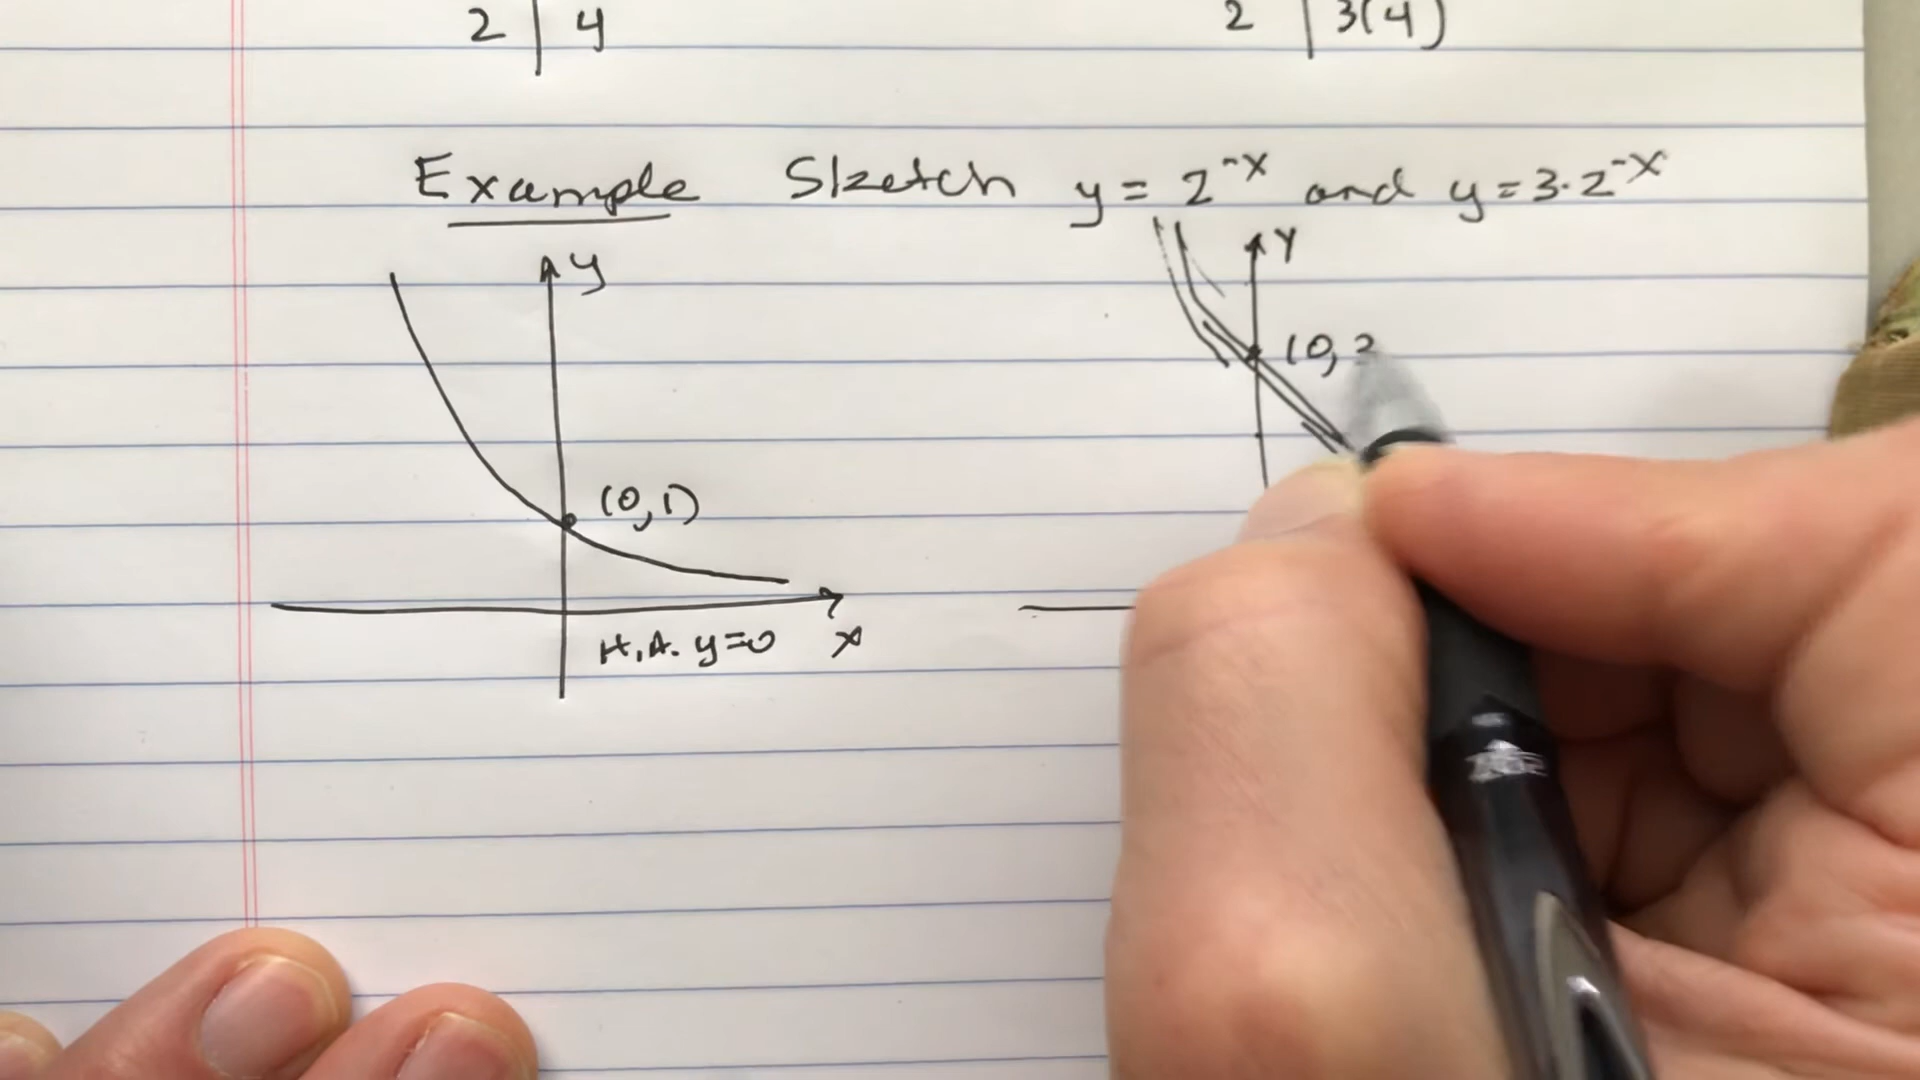 2 | 4
2 | 3(4)
Example Sketch y = 2^-x and y = 3·2^-x
y
Y
(0,
(0,1)
H.A. y=0 x